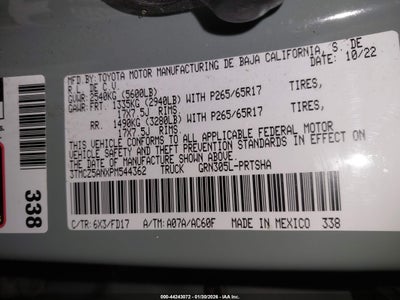 MFD.BY:TOYOTA MOTOR MANUFACTURING DE BAJA CALIFORNIA, S. DE
R.L. DE C.V. DATE: 10/22
GVWR 2540KG (5600LB)
GAWR FRT. 1335KG (2940LB) WITH P265/65R17 TIRES,
17X7.5J RIMS
RR. 1490KG (3280LB) WITH P265/65R17 TIRES,
17X7.5J RIMS
THIS VEHICLE CONFORMS TO ALL APPLICABLE FEDERAL MOTOR
VEHICLE SAFETY AND THEFT PREVENTION STANDARDS IN EFFECT ON
THE DATE OF MANUFACTURE SHOWN ABOVE.
3TMCZ5ANXPM544362 TRUCK GRN305L-PRTSHA
C/TR: 6X3/FD17 A/TM: A07A/AC60F MADE IN MEXICO 338
338
000-44243072 - 01/30/2026 - IAA Inc.